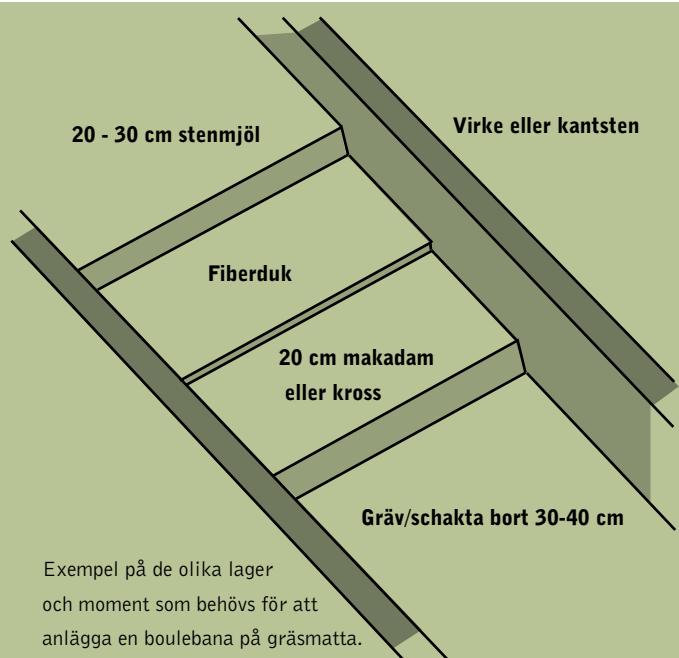 20 - 30 cm stenmjöl
Virke eller kantsten
Fiberduk
20 cm makadam
eller kross
Gräv/schakta bort 30-40 cm
Exempel på de olika lager
och moment som behövs för att
anlägga en boulebana på gräsmatta.